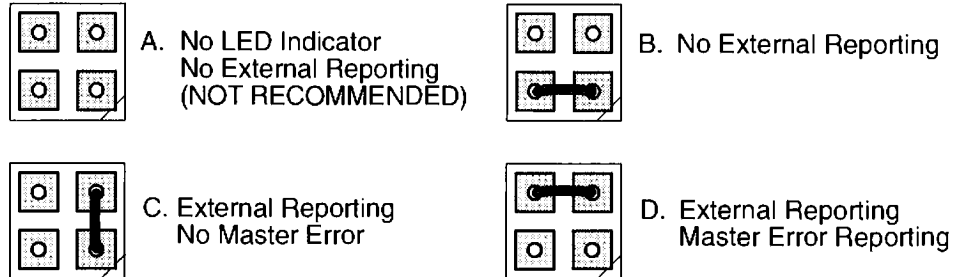 A. No LED Indicator
No External Reporting
(NOT RECOMMENDED)
B. No External Reporting
C. External Reporting
No Master Error
D. External Reporting
Master Error Reporting